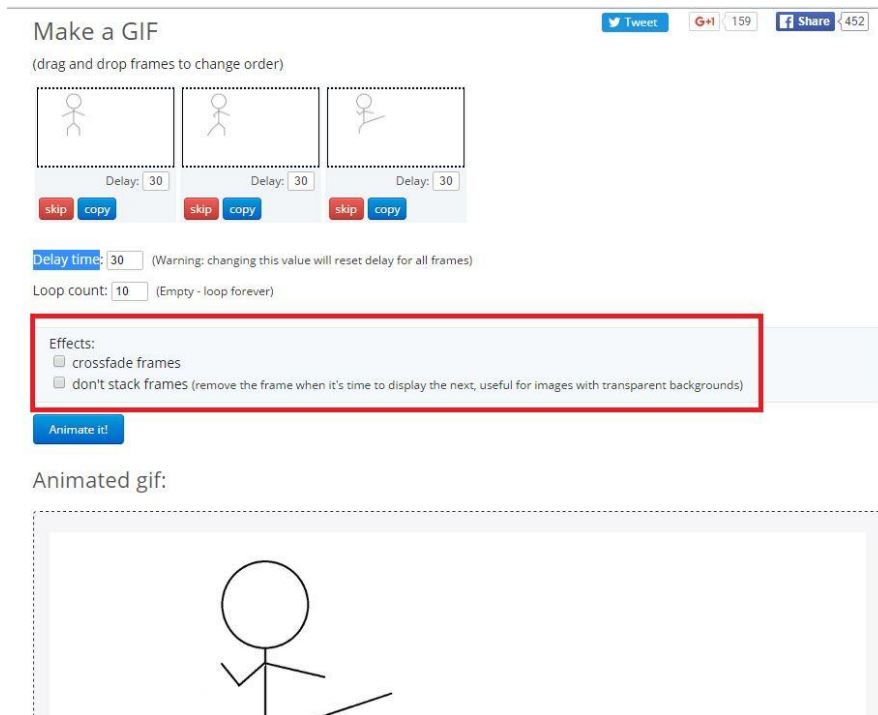 Make a GIF
Tweet
G+1 159
Share 452
(drag and drop frames to change order)
Delay: 30
Delay: 30
Delay: 30
skip copy
skip copy
skip copy
Delay time: 30 (Warning: changing this value will reset delay for all frames)
Loop count: 10 (Empty - loop forever)
Effects:
crossfade frames
don't stack frames (remove the frame when it's time to display the next, useful for images with transparent backgrounds)
Animate it!
Animated gif: